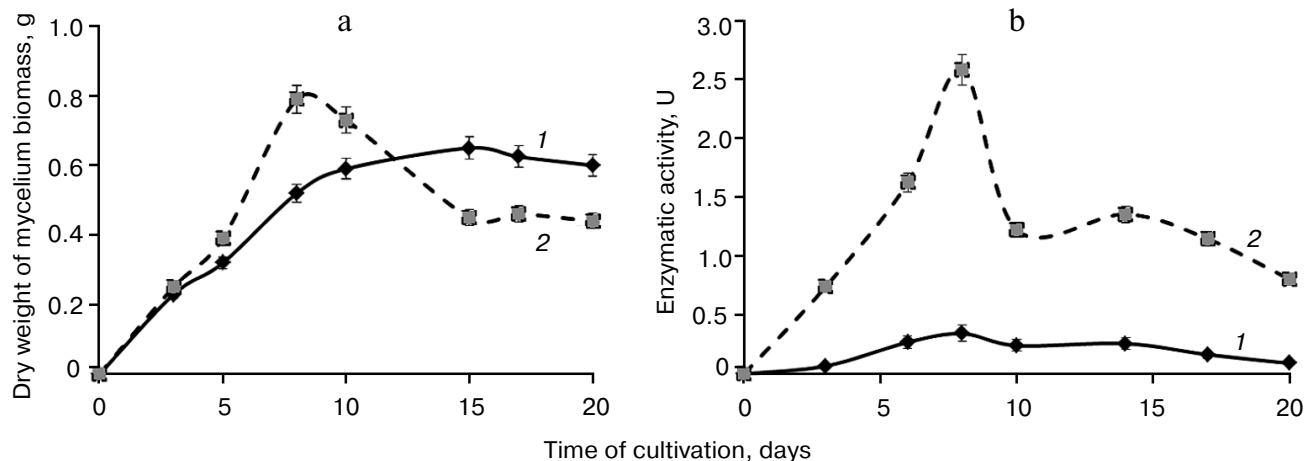 a
Dry weight of mycelium biomass, g
1.0
0.8
0.6
0.4
0.2
0
0 5 10 15 20
1
2
b
Enzymatic activity, U
3.0
2.5
2.0
1.5
1.0
0.5
0
0 5 10 15 20
2
1
Time of cultivation, days